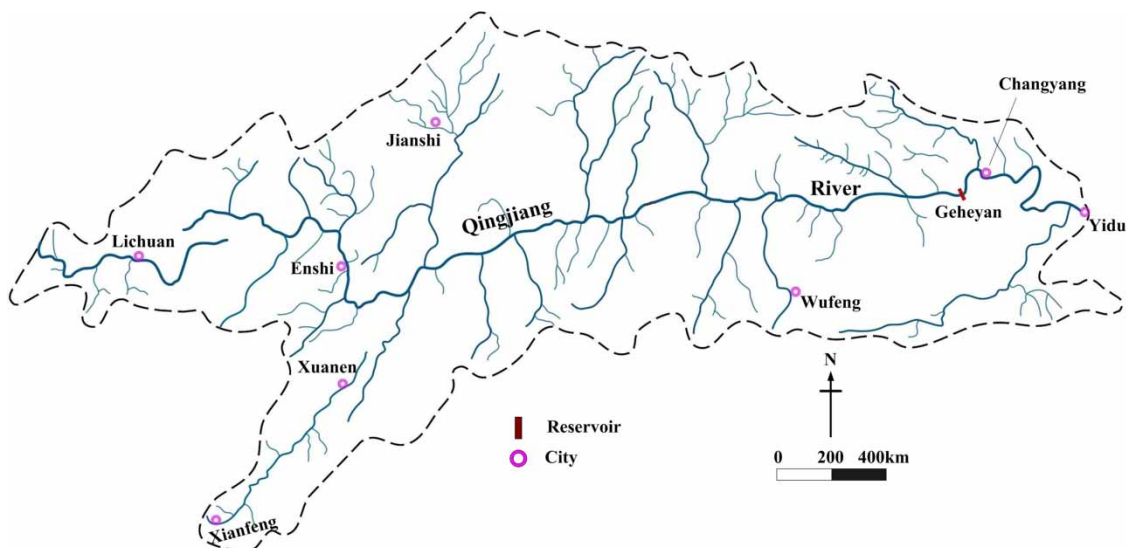 Changyang
Jianshi
Qingjiang
River
Geheyan
Yidu
Lichuan
Enshi
Wufeng
Xuanen
N
Reservoir
City
0 200 400km
Xianfeng